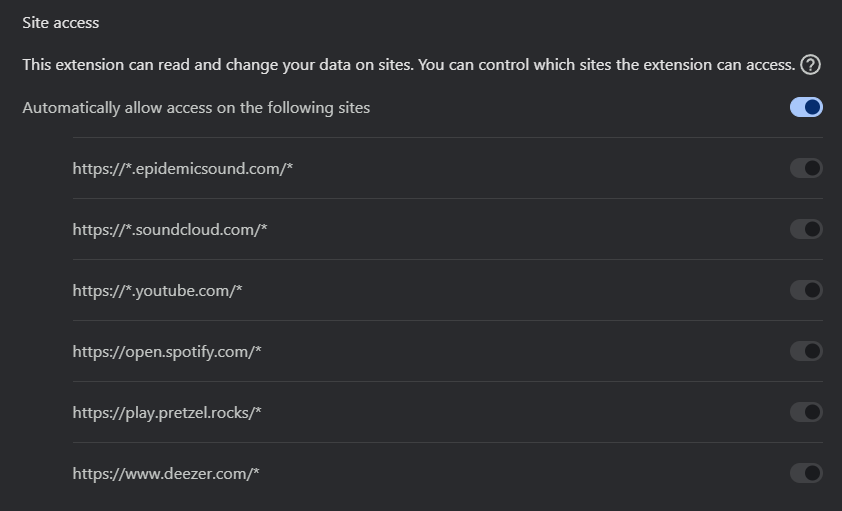 Site access
This extension can read and change your data on sites. You can control which sites the extension can access. ?
Automatically allow access on the following sites
https://*.epidemicsound.com/*
https://*.soundcloud.com/*
https://*.youtube.com/*
https://open.spotify.com/*
https://play.pretzel.rocks/*
https://www.deezer.com/*